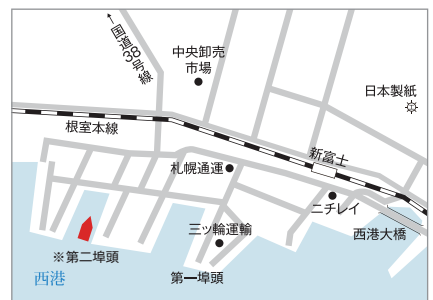 ←国道38号線
中央卸売
市場
日本製紙
根室本線
新富士
札幌通運
ニチレイ
三ッ輪運輸
西港大橋
※第二埠頭
西港
第一埠頭